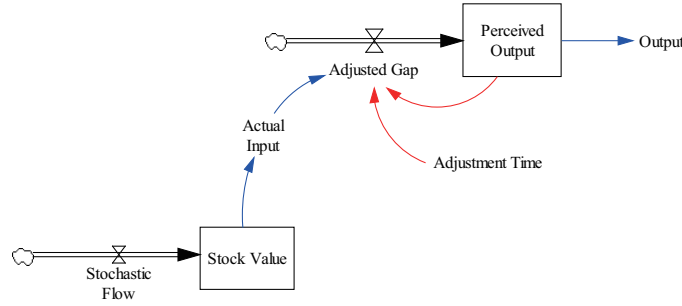 Perceived
Output
Output
Adjusted Gap
Actual
Input
Adjustment Time
Stock Value
Stochastic
Flow